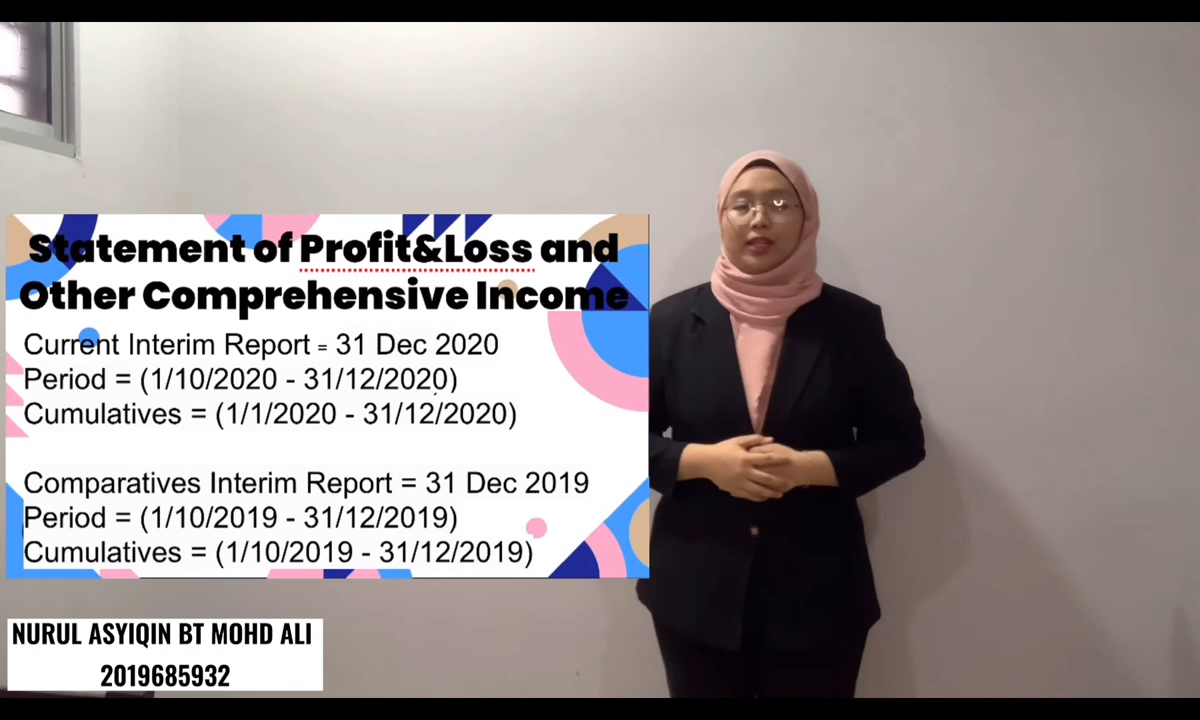 Statement of Profit&Loss and
Other Comprehensive Income
Current Interim Report = 31 Dec 2020
Period = (1/10/2020 - 31/12/2020)
Cumulatives = (1/1/2020 - 31/12/2020)
Comparatives Interim Report = 31 Dec 2019
Period = (1/10/2019 - 31/12/2019)
Cumulatives = (1/10/2019 - 31/12/2019)
NURUL ASYIQIN BT MOHD ALI
2019685932